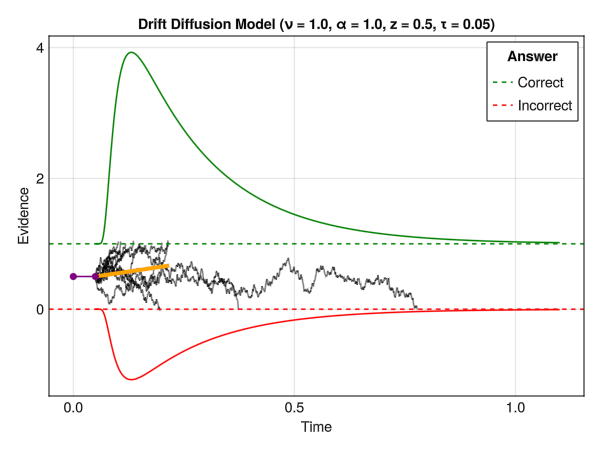 Drift Diffusion Model (ν = 1.0, α = 1.0, z = 0.5, τ = 0.05)
Answer
Correct
Incorrect
Evidence
4
2
0
0.0
0.5
1.0
Time